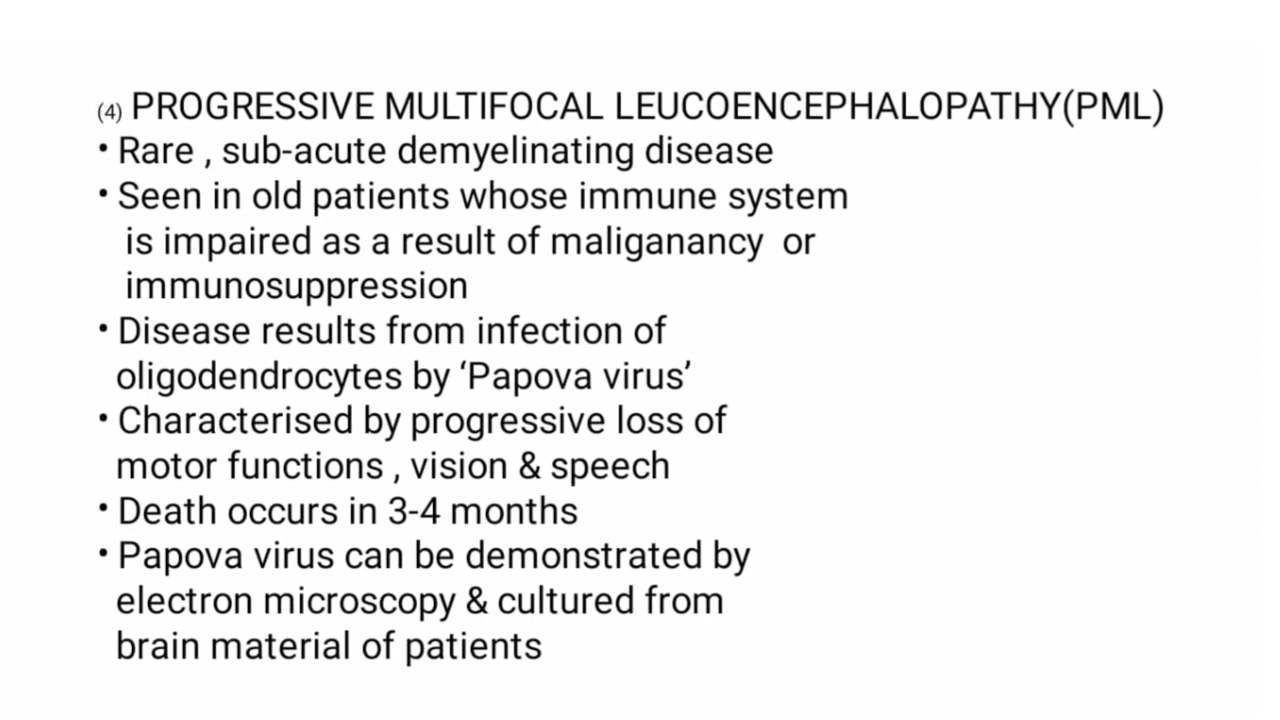 (4) PROGRESSIVE MULTIFOCAL LEUCOENCEPHALOPATHY(PML)
• Rare , sub-acute demyelinating disease
• Seen in old patients whose immune system
is impaired as a result of maliganancy or
immunosuppression
• Disease results from infection of
oligodendrocytes by ‘Papova virus’
• Characterised by progressive loss of
motor functions , vision & speech
• Death occurs in 3-4 months
• Papova virus can be demonstrated by
electron microscopy & cultured from
brain material of patients